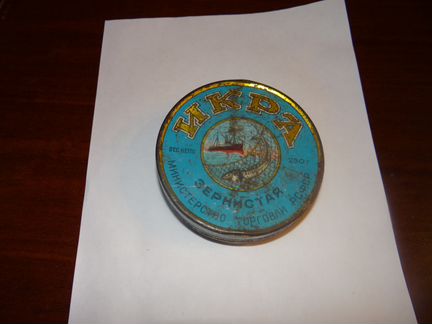 ИКРА
ВЕС НЕТТО 250 г
ЗЕРНИСТАЯ
МИНИСТЕРСТВО ТОРГОВЛИ РСФСР